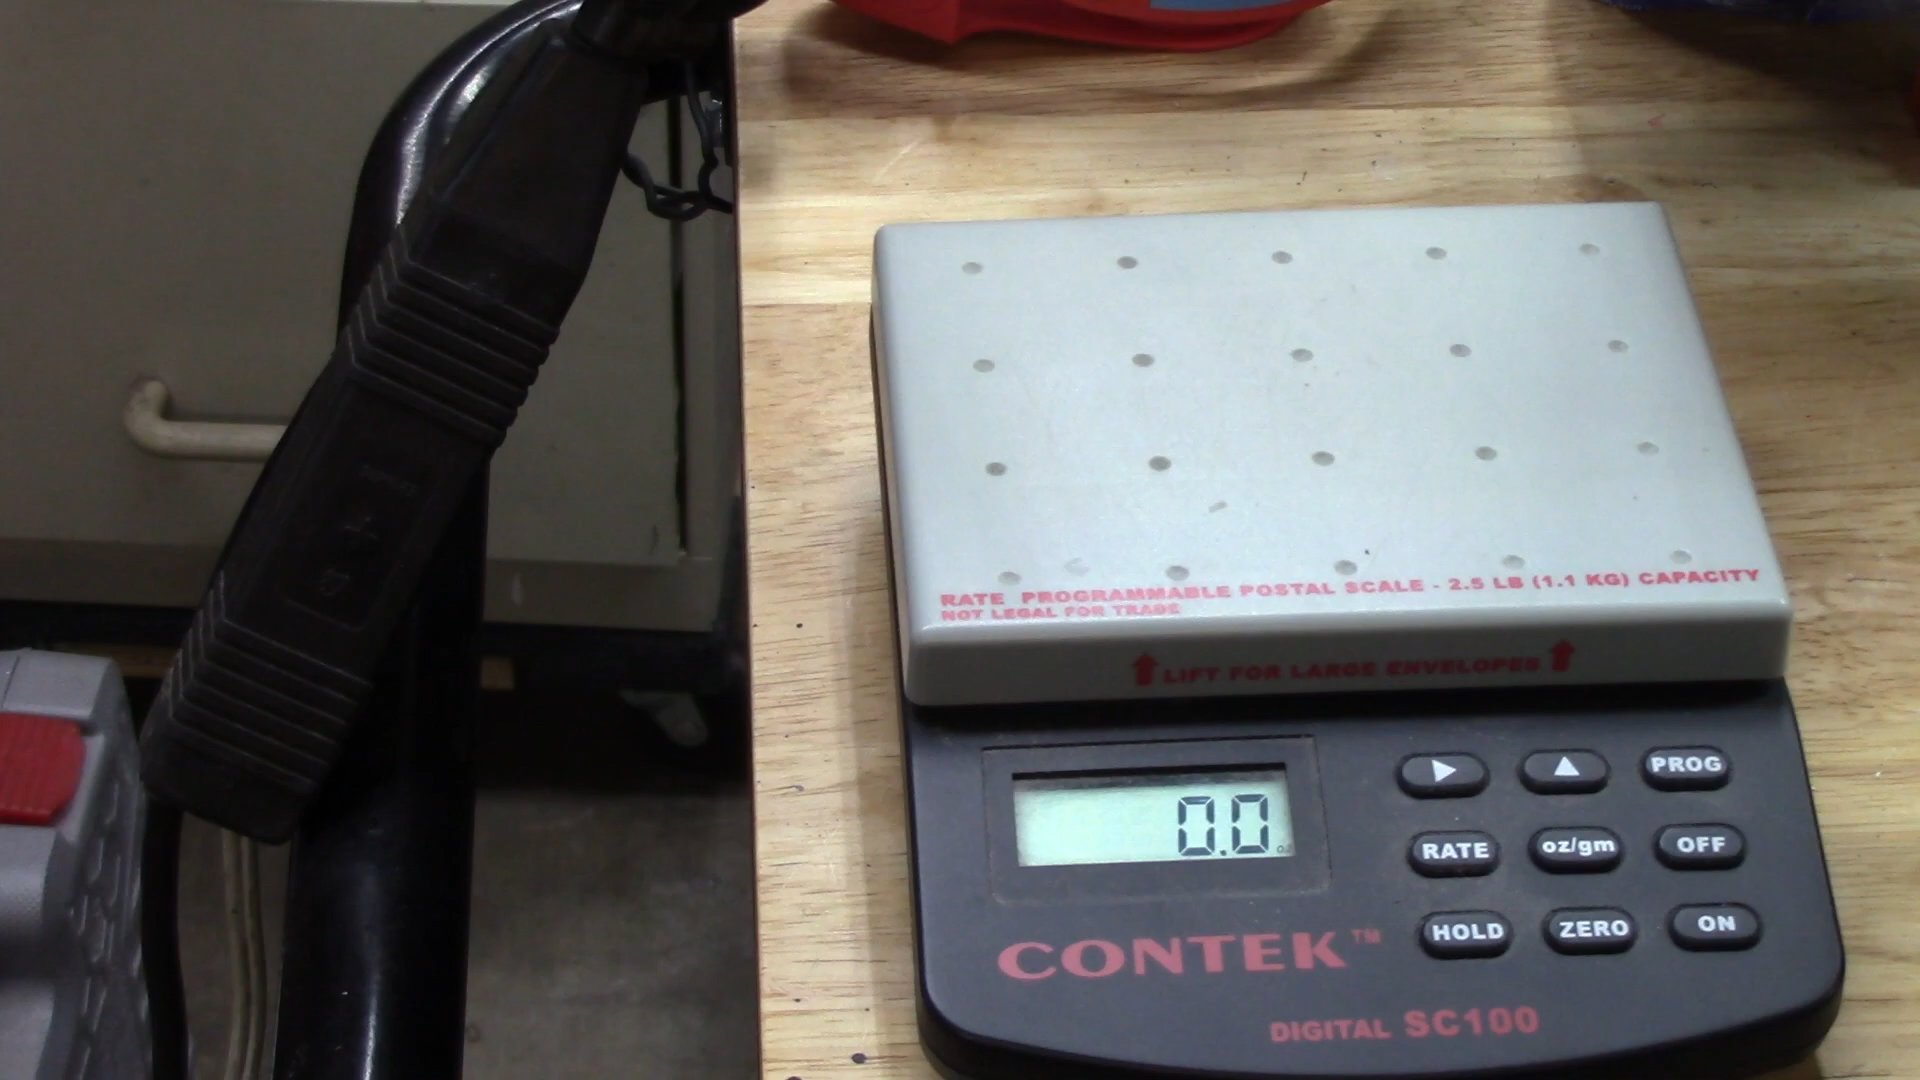 RATE PROGRAMMABLE POSTAL SCALE - 2.5 LB (1.1 KG) CAPACITY
NOT LEGAL FOR TRADE
LIFT FOR LARGE ENVELOPES
0.0 oz
PROG
RATE oz/gm OFF
HOLD ZERO ON
CONTEK™
DIGITAL SC100